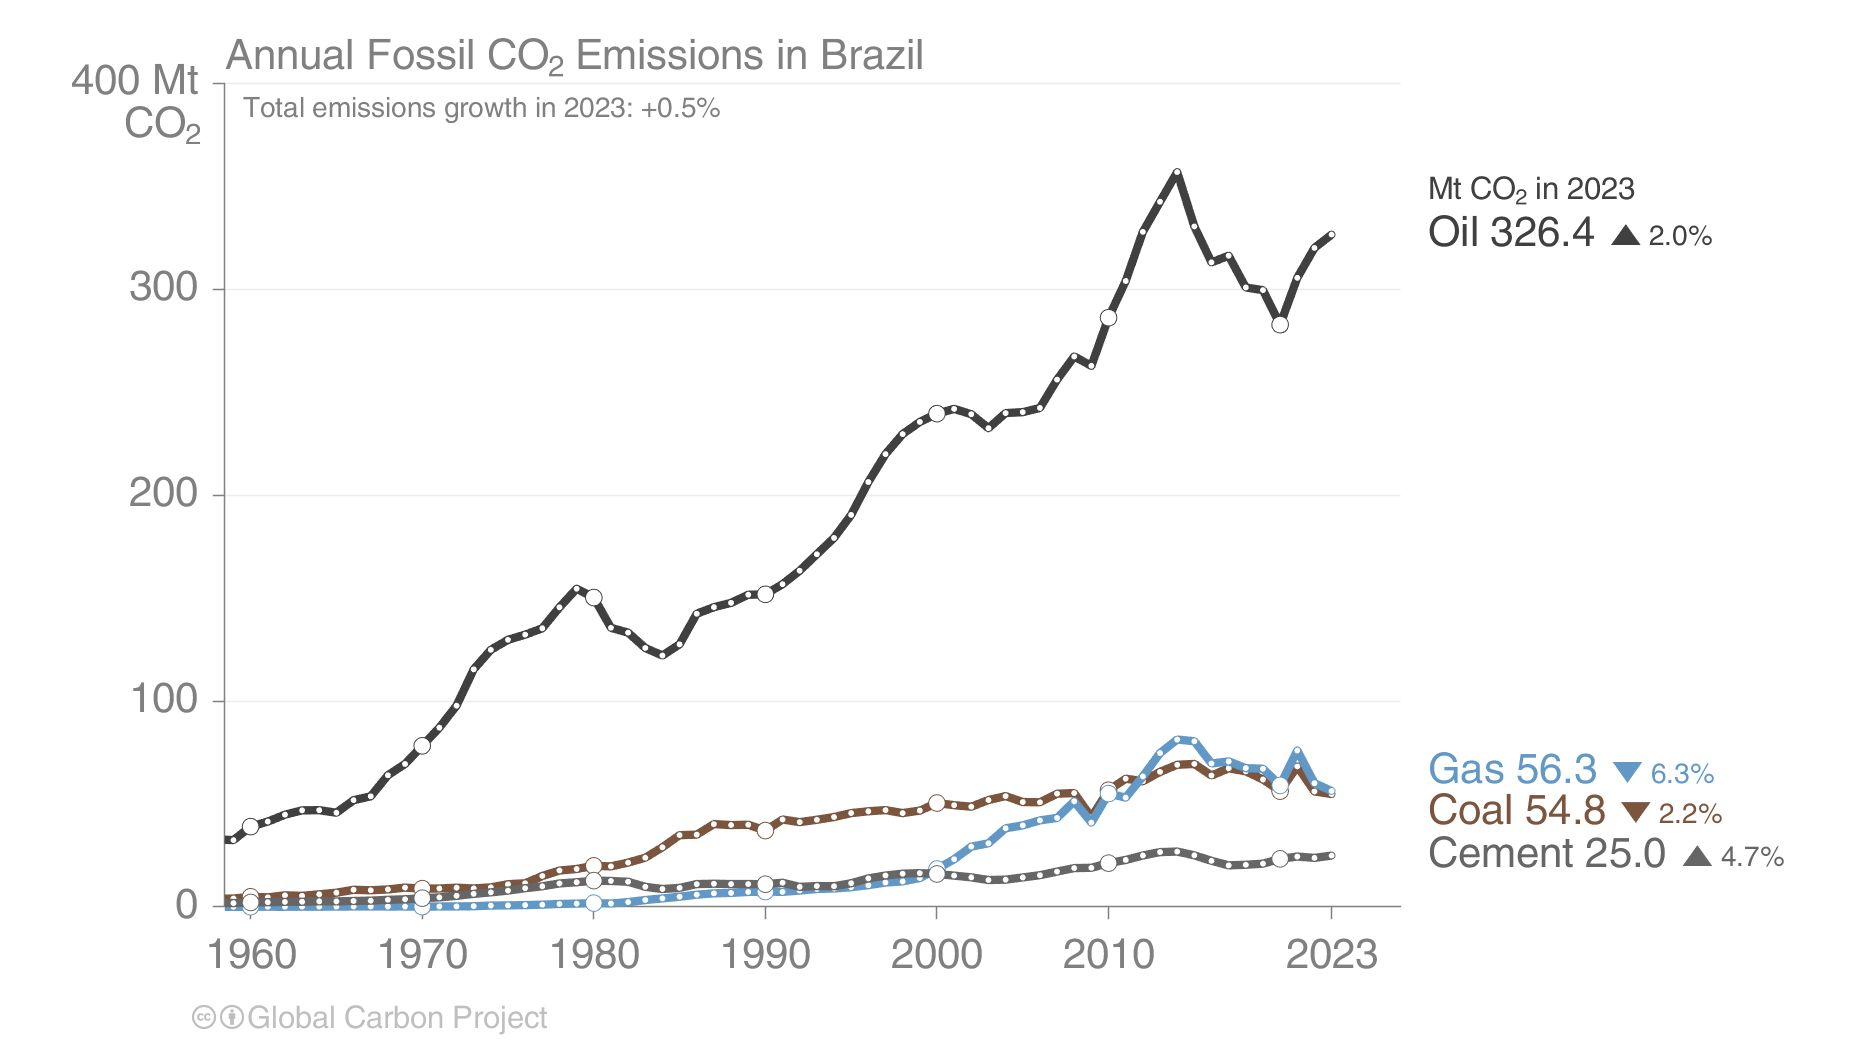 Annual Fossil CO₂ Emissions in Brazil
Total emissions growth in 2023: +0.5%
400 Mt
CO₂
300
200
100
0
1960 1970 1980 1990 2000 2010 2023
Mt CO₂ in 2023
Oil 326.4 ▲ 2.0%
Gas 56.3 ▼ 6.3%
Coal 54.8 ▼ 2.2%
Cement 25.0 ▲ 4.7%
cc Global Carbon Project